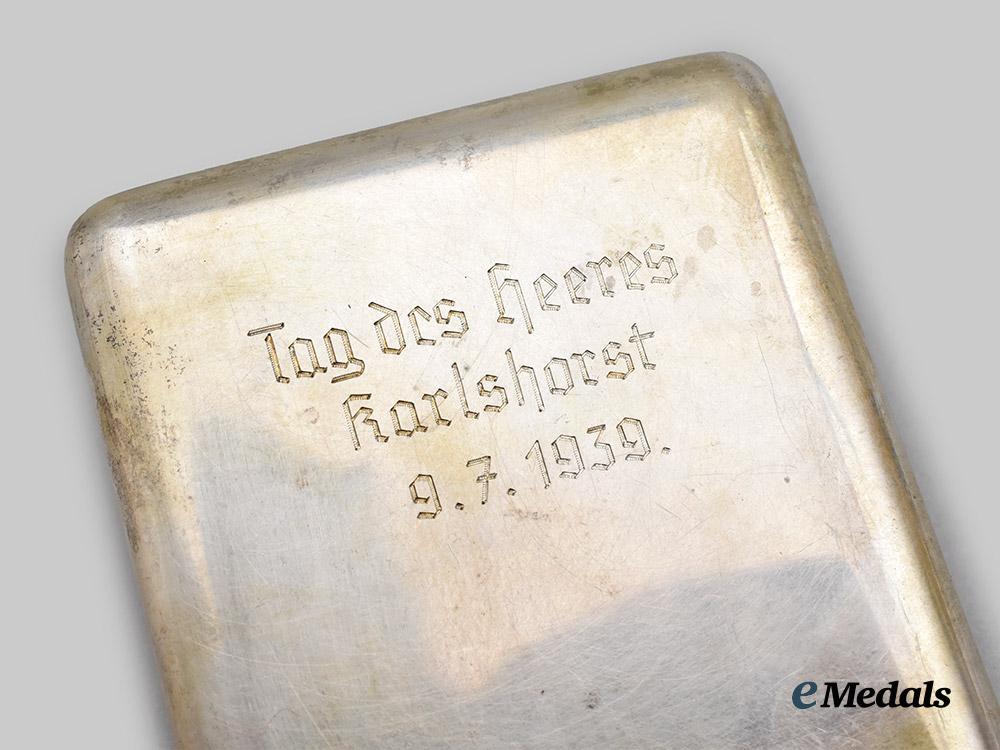 Tag des Heeres
Karlshorst
9.7.1939.
eMedals